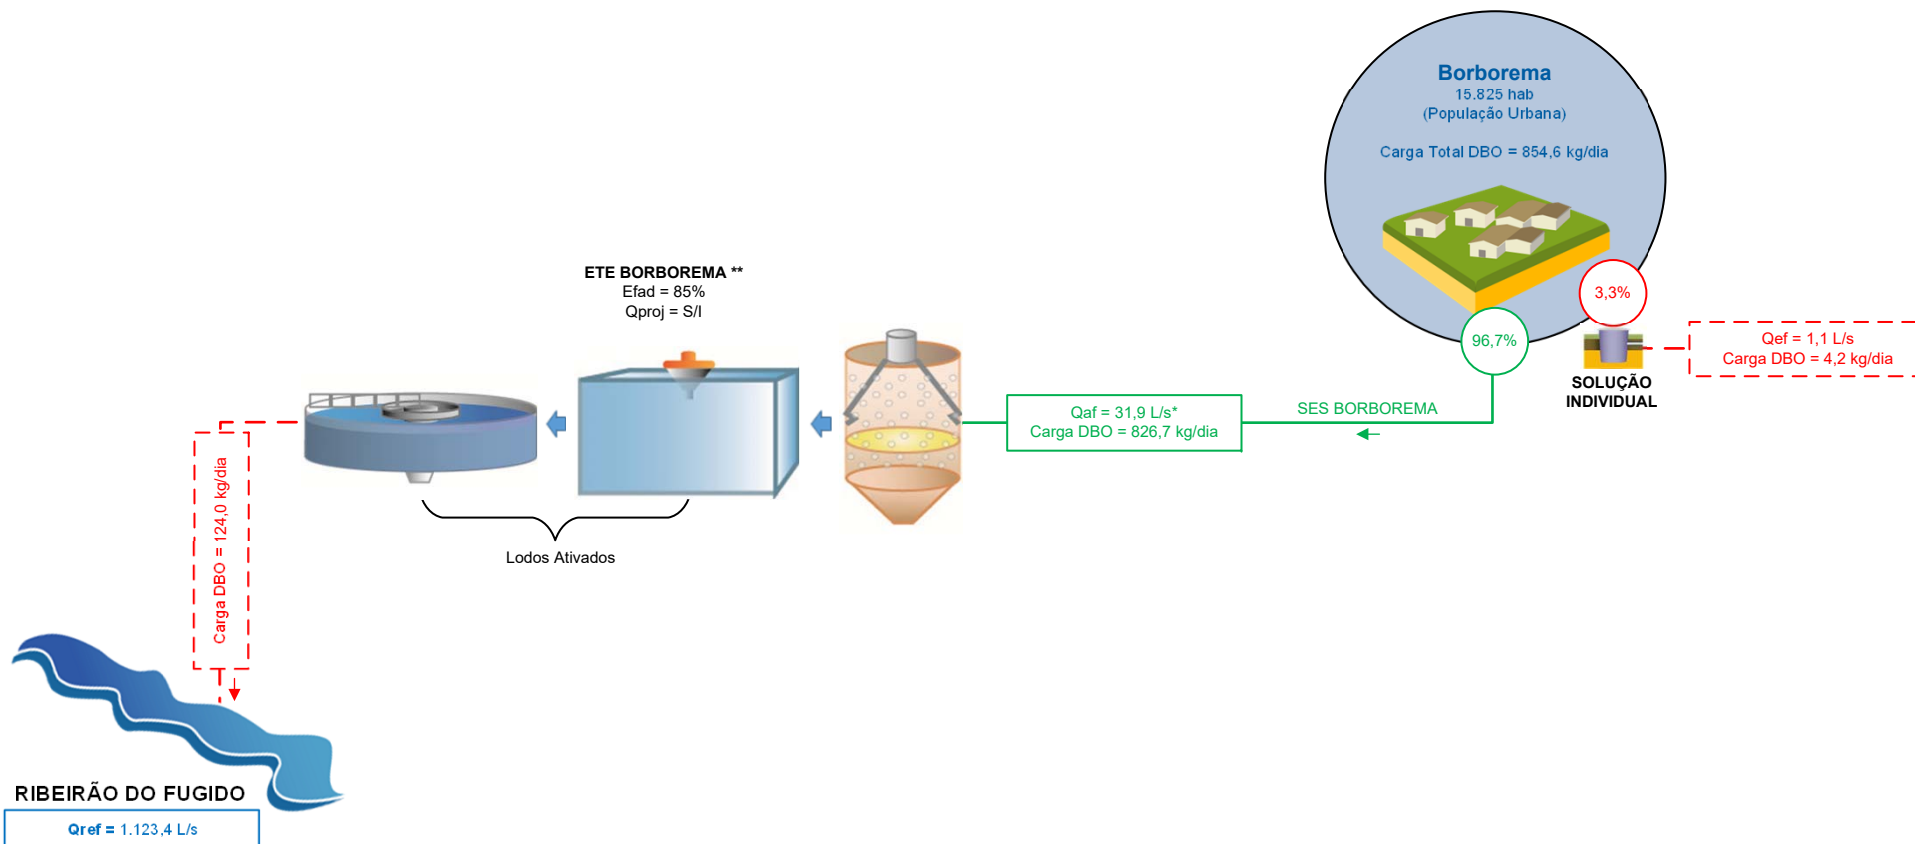 Borborema
15.825 hab
(População Urbana)
Carga Total DBO = 854,6 kg/dia
3,3%
96,7%
Qef = 1,1 L/s
Carga DBO = 4,2 kg/dia
SOLUÇÃO
INDIVIDUAL
SES BORBOREMA
Qaf = 31,9 L/s*
Carga DBO = 826,7 kg/dia
ETE BORBOREMA **
Efad = 85%
Qproj = S/I
Lodos Ativados
Carga DBO = 124,0 kg/dia
RIBEIRÃO DO FUGIDO
Qref = 1.123,4 L/s